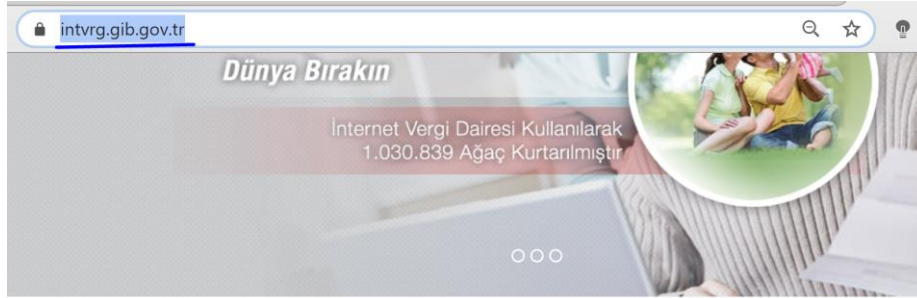 intvrg.gib.gov.tr
Dünya Bırakın
İnternet Vergi Dairesi Kullanılarak
1.030.839 Ağaç Kurtarılmıştır